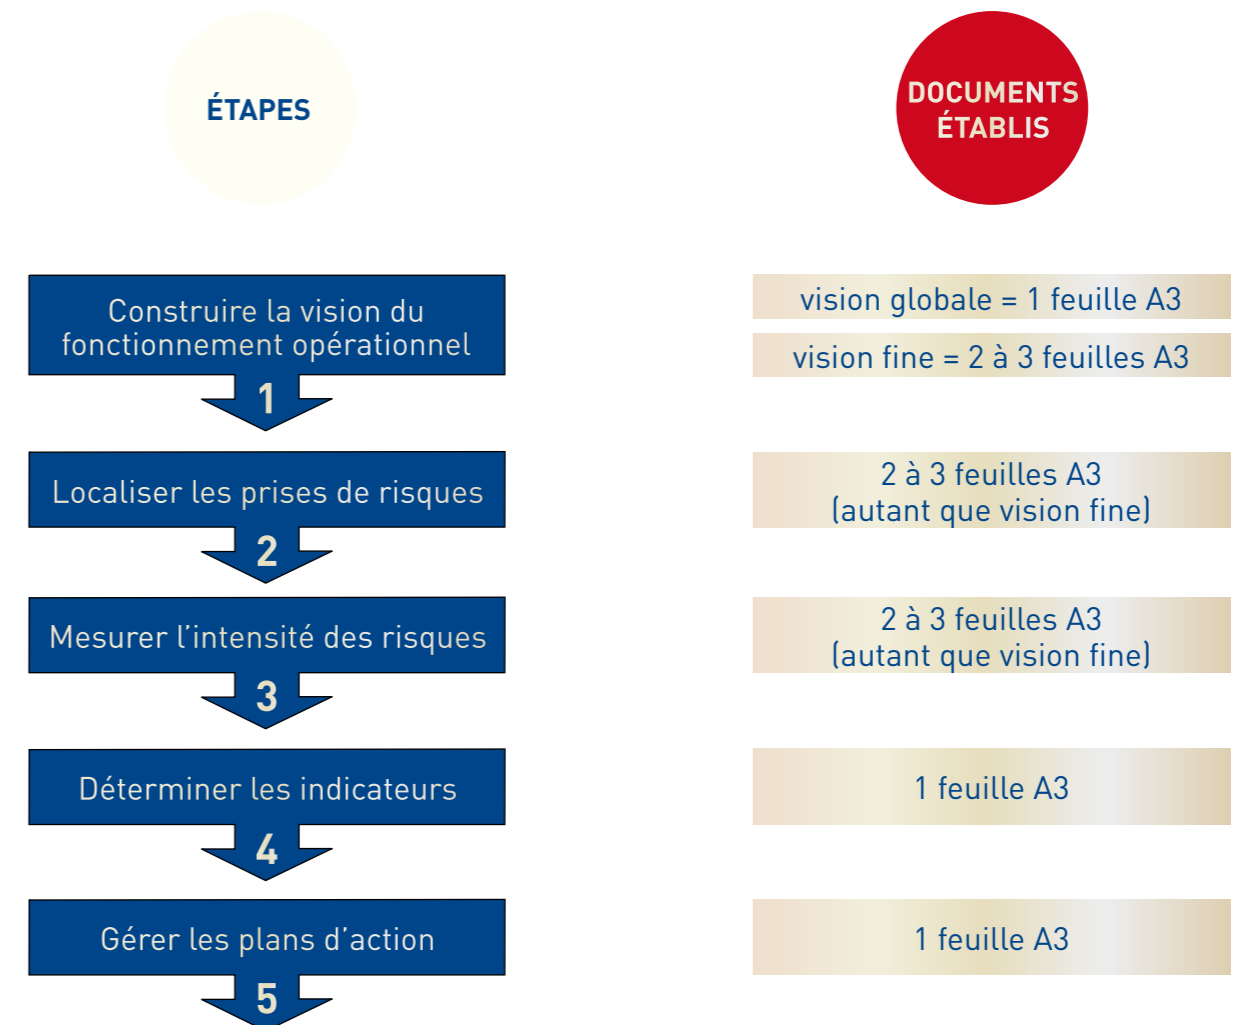 ÉTAPES
DOCUMENTS
ÉTABLIS
Construire la vision du
fonctionnement opérationnel
1
vision globale = 1 feuille A3
vision fine = 2 à 3 feuilles A3
Localiser les prises de risques
2
2 à 3 feuilles A3
(autant que vision fine)
Mesurer l’intensité des risques
3
2 à 3 feuilles A3
(autant que vision fine)
Déterminer les indicateurs
4
1 feuille A3
Gérer les plans d’action
5
1 feuille A3